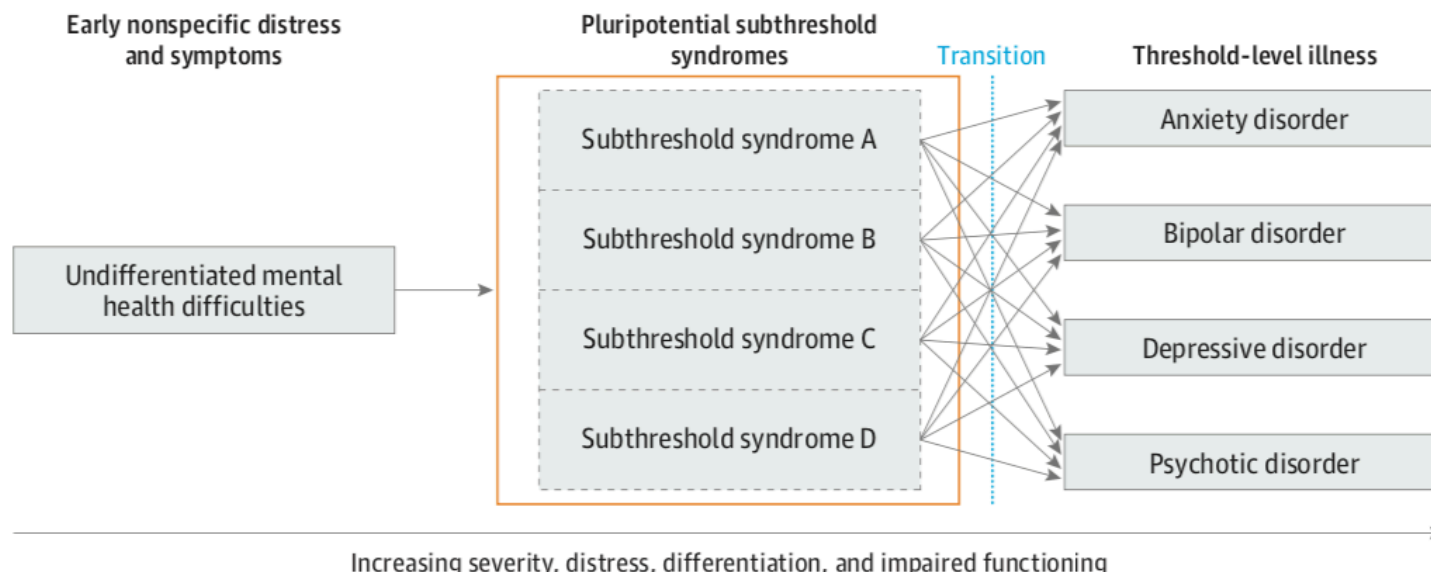 Early nonspecific distress
and symptoms
Pluripotential subthreshold
syndromes
Transition
Threshold-level illness
Undifferentiated mental
health difficulties
Subthreshold syndrome A
Subthreshold syndrome B
Subthreshold syndrome C
Subthreshold syndrome D
Anxiety disorder
Bipolar disorder
Depressive disorder
Psychotic disorder
Increasing severity, distress, differentiation, and impaired functioning